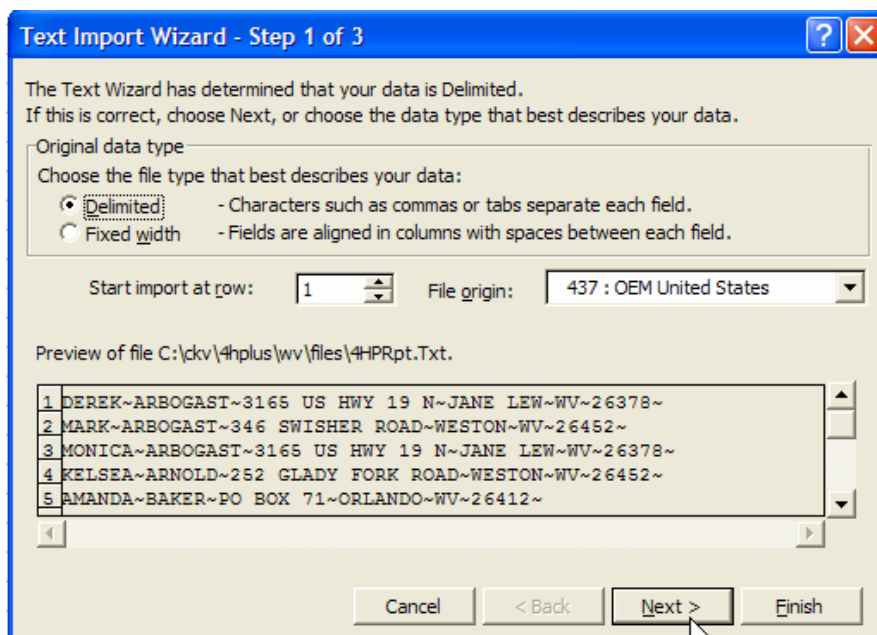 Text Import Wizard - Step 1 of 3
?
The Text Wizard has determined that your data is Delimited.
If this is correct, choose Next, or choose the data type that best describes your data.
Original data type
Choose the file type that best describes your data:
Delimited - Characters such as commas or tabs separate each field.
Fixed width - Fields are aligned in columns with spaces between each field.
Start import at row: 1 File origin: 437 : OEM United States
Preview of file C:\ckv\4hplus\wv\files\4HPRpt.Txt.
1 DEREK~ARBOGAST~3165 US HWY 19 N~JANE LEW~WV~26378~
2 MARK~ARBOGAST~346 SWISHER ROAD~WESTON~WV~26452~
3 MONICA~ARBOGAST~3165 US HWY 19 N~JANE LEW~WV~26378~
4 KELSEA~ARNOLD~252 GLADY FORK ROAD~WESTON~WV~26452~
5 AMANDA~BAKER~PO BOX 71~ORLANDO~WV~26412~
Cancel < Back Next > Finish